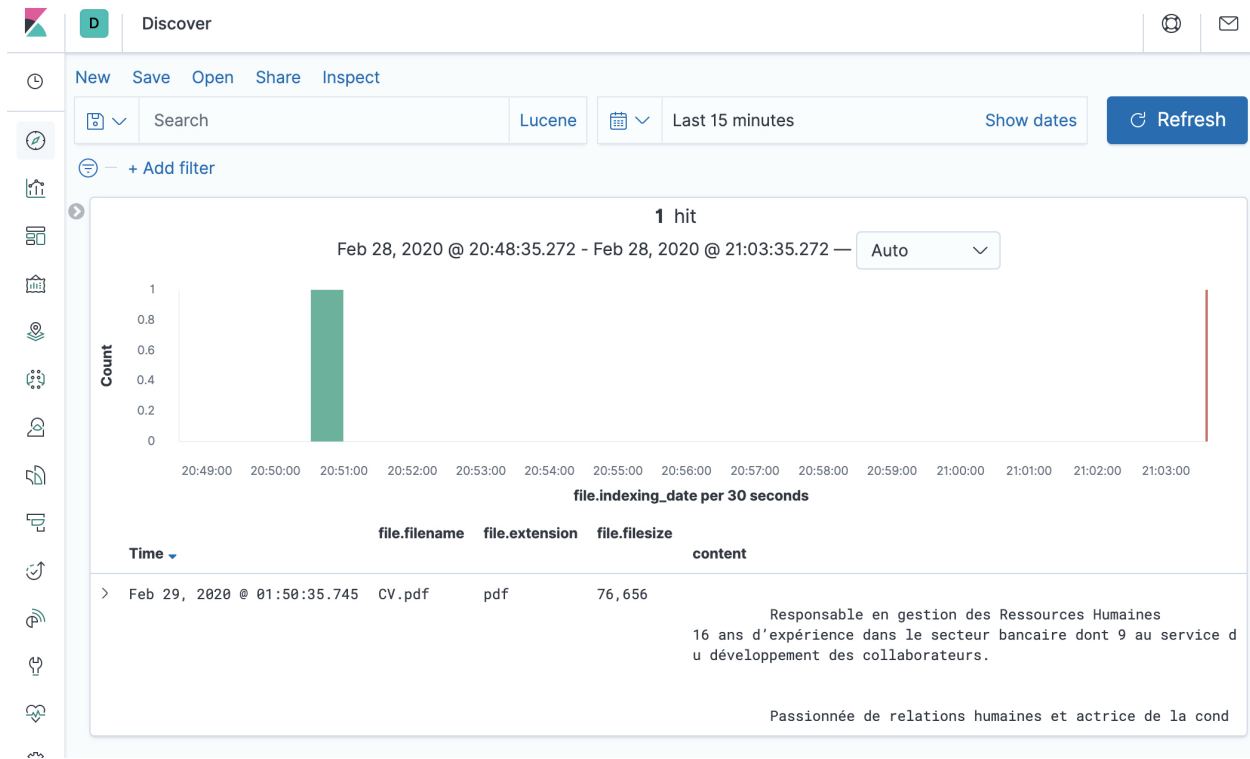 D Discover
New Save Open Share Inspect
Search Lucene Last 15 minutes Show dates Refresh
+ Add filter
1 hit
Feb 28, 2020 @ 20:48:35.272 - Feb 28, 2020 @ 21:03:35.272 — Auto
1
0.8
0.6
0.4
0.2
0
Count
20:49:00 20:50:00 20:51:00 20:52:00 20:53:00 20:54:00 20:55:00 20:56:00 20:57:00 20:58:00 20:59:00 21:00:00 21:01:00 21:02:00 21:03:00
file.indexing_date per 30 seconds
Time file.filename file.extension file.filesize content
Feb 29, 2020 @ 01:50:35.745 CV.pdf pdf 76,656
Responsable en gestion des Ressources Humaines
16 ans d’expérience dans le secteur bancaire dont 9 au service d
u développement des collaborateurs.
Passionnée de relations humaines et actrice de la cond